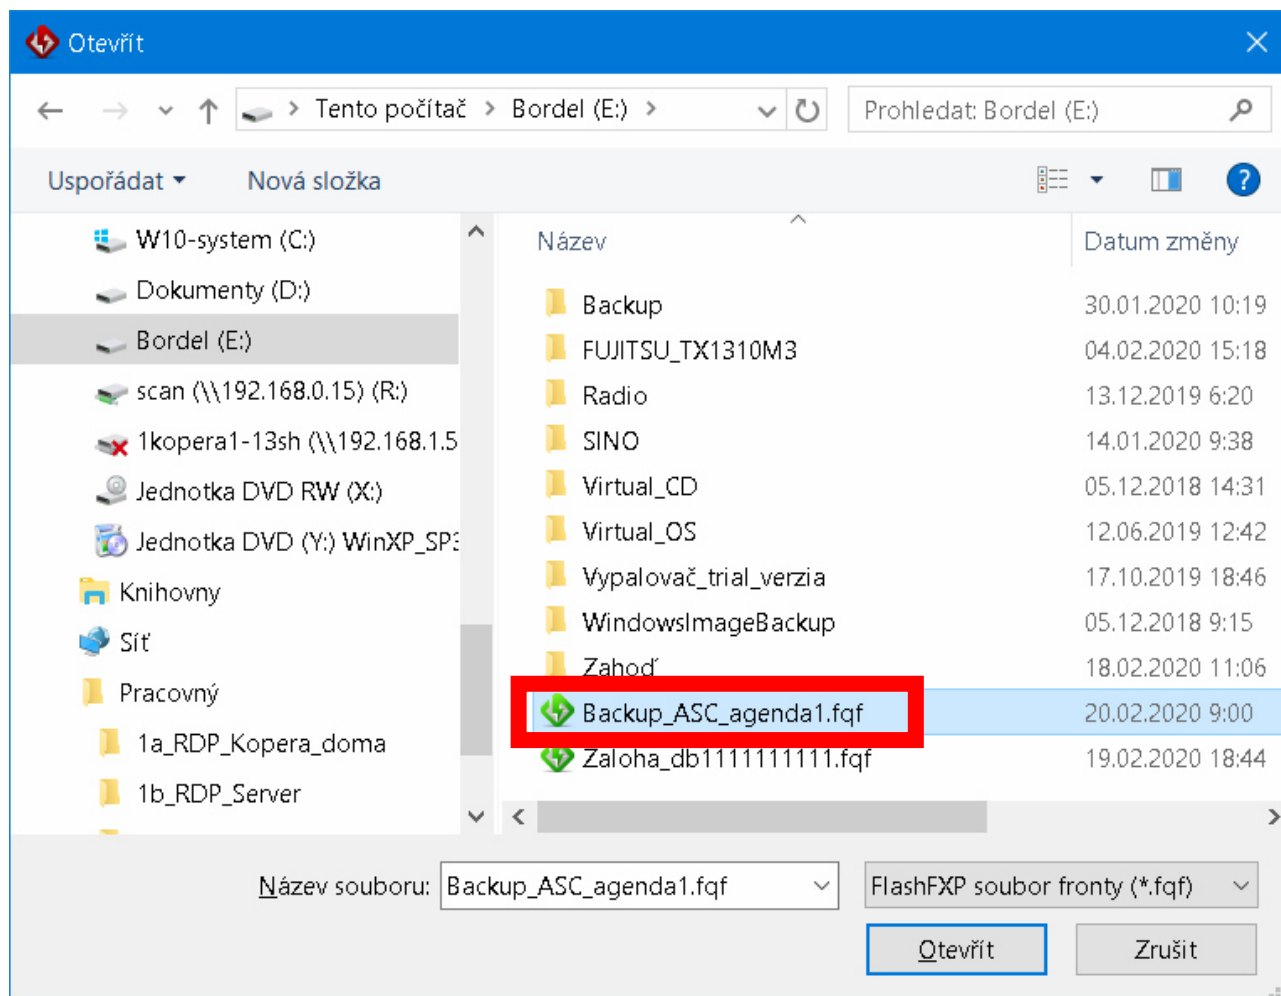 Otevřít
Tento počítač > Bordel (E:) >
Prohledat: Bordel (E:)
Uspořádat
Nová složka
?
W10-system (C:)
Dokumenty (D:)
Bordel (E:)
scan (\\192.168.0.15) (R:)
1kopera1-13sh (\\192.168.1.5
Jednotka DVD RW (X:)
Jednotka DVD (Y:) WinXP_SP3
Knihovny
Síť
Pracovný
1a_RDP_Kopera_doma
1b_RDP_Server
Název Datum změny
Backup 30.01.2020 10:19
FUJITSU_TX1310M3 04.02.2020 15:18
Radio 13.12.2019 6:20
SINO 14.01.2020 9:38
Virtual_CD 05.12.2018 14:31
Virtual_OS 12.06.2019 12:42
Vypalovač_trial_verzia 17.10.2019 18:46
WindowsImageBackup 05.12.2018 9:15
Zahoď 18.02.2020 11:06
Backup_ASC_agenda1.fqf 20.02.2020 9:00
Zaloha_db1111111111.fqf 19.02.2020 18:44
Název souboru: Backup_ASC_agenda1.fqf
FlashFXP soubor fronty (*.fqf)
Otevřít
Zrušit